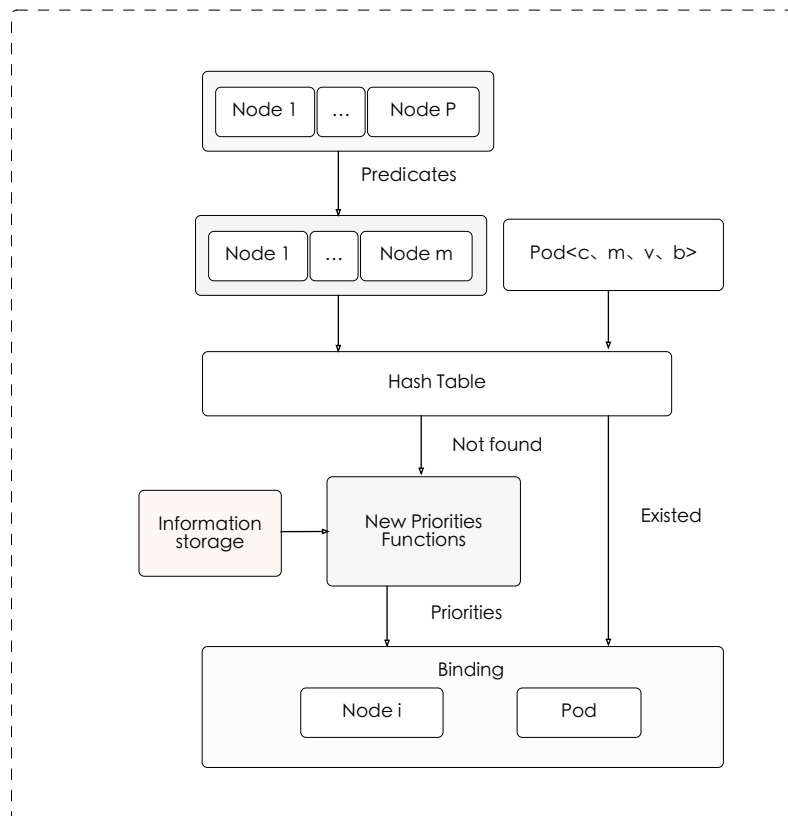 Node 1
...
Node P
Predicates
Node 1
...
Node m
Pod<c、m、v、b>
Hash Table
Not found
Information
storage
New Priorities
Functions
Existed
Priorities
Binding
Node i
Pod